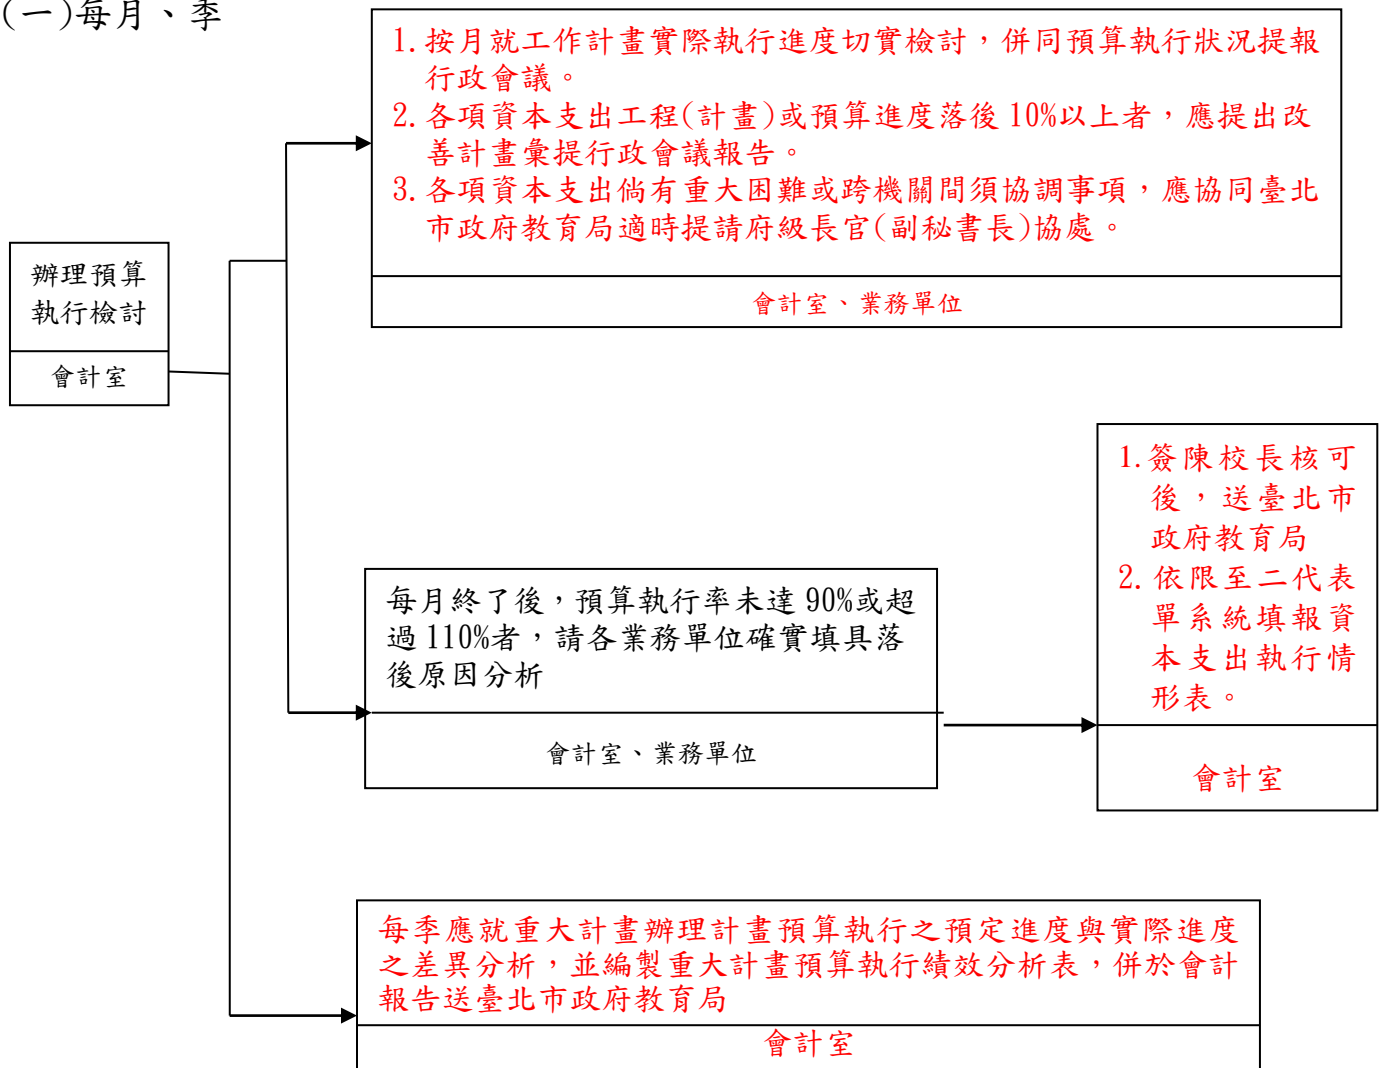 (一)每月、季
1.按月就工作計畫實際執行進度切實檢討，併同預算執行狀況提報
行政會議。
2.各項資本支出工程(計畫)或預算進度落後10%以上者，應提出改
善計畫彙提行政會議報告。
3.各項資本支出倘有重大困難或跨機關間須協調事項，應協同臺北
市政府教育局適時提請府級長官(副秘書長)協處。
會計室、業務單位
辦理預算
執行檢討
會計室
每月終了後，預算執行率未達90%或超
過110%者，請各業務單位確實填具落
後原因分析
會計室、業務單位
1.簽陳校長核可
後，送臺北市
政府教育局
2.依限至二代表
單系統填報資
本支出執行情
形表。
會計室
每季應就重大計畫辦理計畫預算執行之預定進度與實際進度
之差異分析，並編製重大計畫預算執行績效分析表，併於會計
報告送臺北市政府教育局
會計室